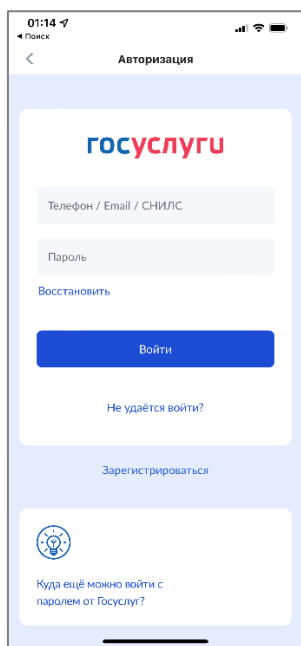 01:14
◀ Поиск
Авторизация
госуслуги
Телефон / Email / СНИЛС
Пароль
Восстановить
Войти
Не удаётся войти?
Зарегистрироваться
Куда ещё можно войти с
паролем от Госуслуг?